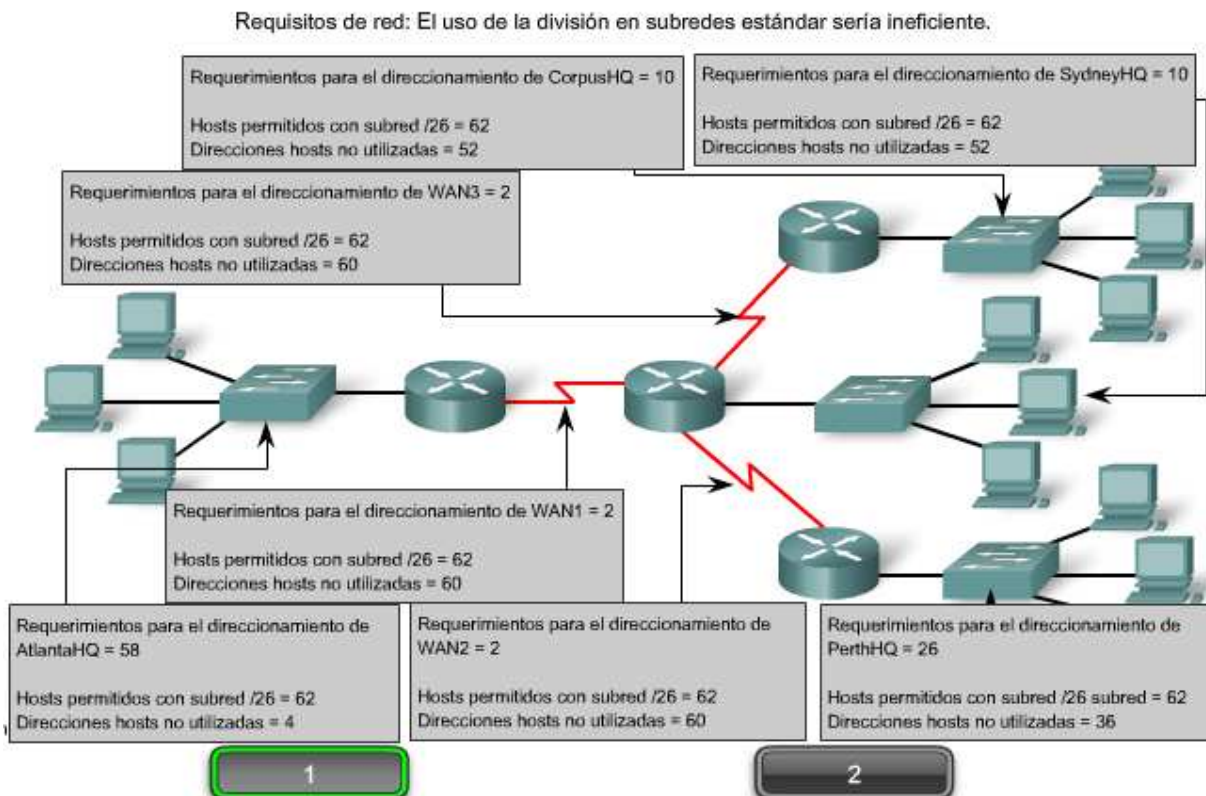 Requisitos de red: El uso de la división en subredes estándar sería ineficiente.
Requerimientos para el direccionamiento de CorpusHQ = 10
Hosts permitidos con subred /26 = 62
Direcciones hosts no utilizadas = 52
Requerimientos para el direccionamiento de SydneyHQ = 10
Hosts permitidos con subred /26 = 62
Direcciones hosts no utilizadas = 52
Requerimientos para el direccionamiento de WAN3 = 2
Hosts permitidos con subred /26 = 62
Direcciones hosts no utilizadas = 60
Requerimientos para el direccionamiento de WAN1 = 2
Hosts permitidos con subred /26 = 62
Direcciones hosts no utilizadas = 60
Requerimientos para el direccionamiento de
AtlantaHQ = 58
Hosts permitidos con subred /26 = 62
Direcciones hosts no utilizadas = 4
Requerimientos para el direccionamiento de
WAN2 = 2
Hosts permitidos con subred /26 = 62
Direcciones hosts no utilizadas = 60
Requerimientos para el direccionamiento de
PerthHQ = 26
Hosts permitidos con subred /26 subred = 62
Direcciones hosts no utilizadas = 36
1
2